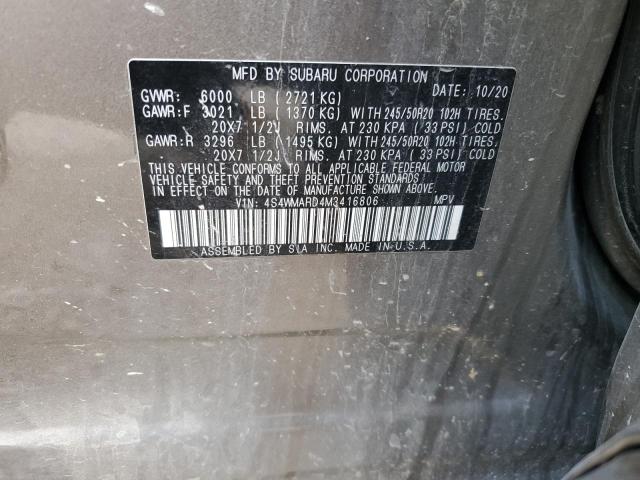 MFD BY SUBARU CORPORATION DATE: 10/20
GVWR: 6000 LB ( 2721 KG)
GAWR:F 3021 LB ( 1370 KG) WITH 245/50R20 102H TIRES.
20X7 1/2J RIMS. AT 230 KPA ( 33 PSI) COLD
GAWR:R 3296 LB ( 1495 KG) WITH 245/50R20 102H TIRES.
20X7 1/2J RIMS. AT 230 KPA ( 33 PSI) COLD
THIS VEHICLE CONFORMS TO ALL APPLICABLE
FEDERAL MOTOR
VEHICLE SAFETY AND THEFT PREVENTION STANDARDS
IN EFFECT ON THE DATE OF MANUFACTURE SHOWN ABOVE.
VIN: 4S4WMARD4M3416806 MPV
ASSEMBLED BY SIA INC. MADE IN U.S.A.